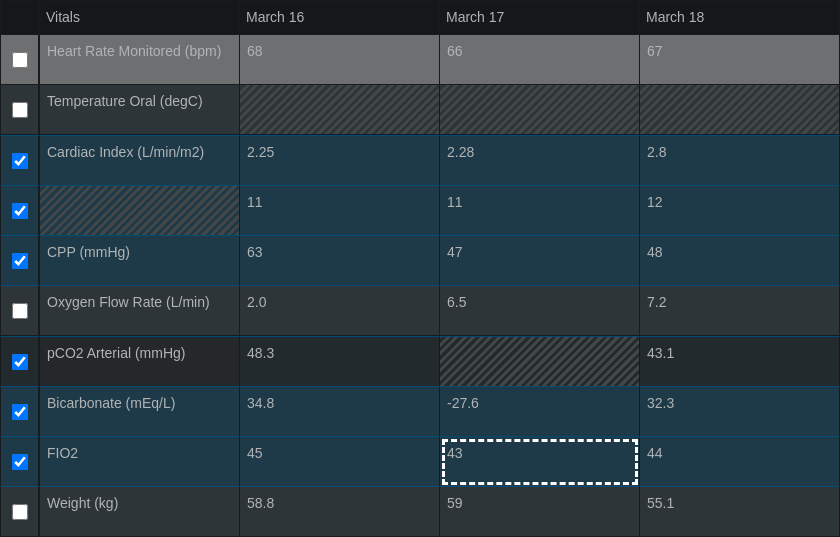 Vitals March 16 March 17 March 18
Heart Rate Monitored (bpm) 68 66 67
Temperature Oral (degC)
Cardiac Index (L/min/m2) 2.25 2.28 2.8
11 11 12
CPP (mmHg) 63 47 48
Oxygen Flow Rate (L/min) 2.0 6.5 7.2
pCO2 Arterial (mmHg) 48.3 43.1
Bicarbonate (mEq/L) 34.8 -27.6 32.3
FIO2 45 43 44
Weight (kg) 58.8 59 55.1